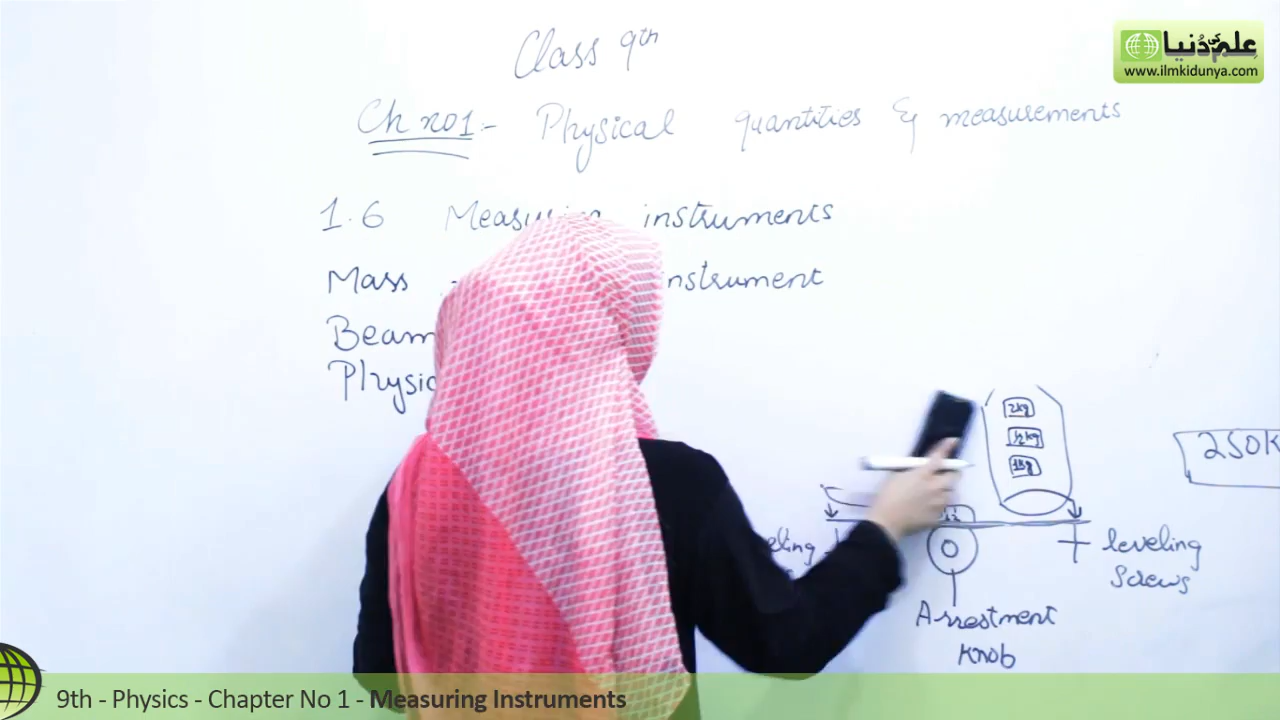 Class 9th
Ch no1:- Physical quantities & measurements
1.6 Measuring instruments
Mass instrument
Beam
Physic
2kg
1/2kg
1kg
250K
leveling
screws
Arrestment
Knob
علم کی دنیا
www.ilmkidunya.com
9th - Physics - Chapter No 1 - Measuring Instruments